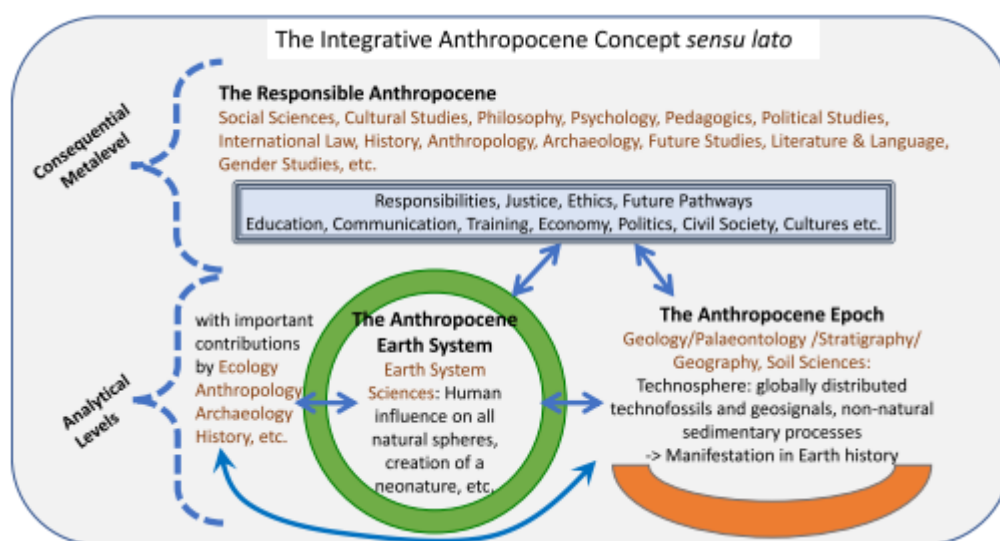 The Integrative Anthropocene Concept sensu lato
Consequential
Metalevel
The Responsible Anthropocene
Social Sciences, Cultural Studies, Philosophy, Psychology, Pedagogics, Political Studies,
International Law, History, Anthropology, Archaeology, Future Studies, Literature & Language,
Gender Studies, etc.
Responsibilities, Justice, Ethics, Future Pathways
Education, Communication, Training, Economy, Politics, Civil Society, Cultures etc.
Analytical
Levels
with important
contributions
by Ecology
Anthropology
Archaeology
History, etc.
The Anthropocene
Earth System
Earth System
Sciences: Human
influence on all
natural spheres,
creation of a
neonature, etc.
The Anthropocene Epoch
Geology/Palaeontology /Stratigraphy/
Geography, Soil Sciences:
Technosphere: globally distributed
technofossils and geosignals, non-natural
sedimentary processes
-> Manifestation in Earth history